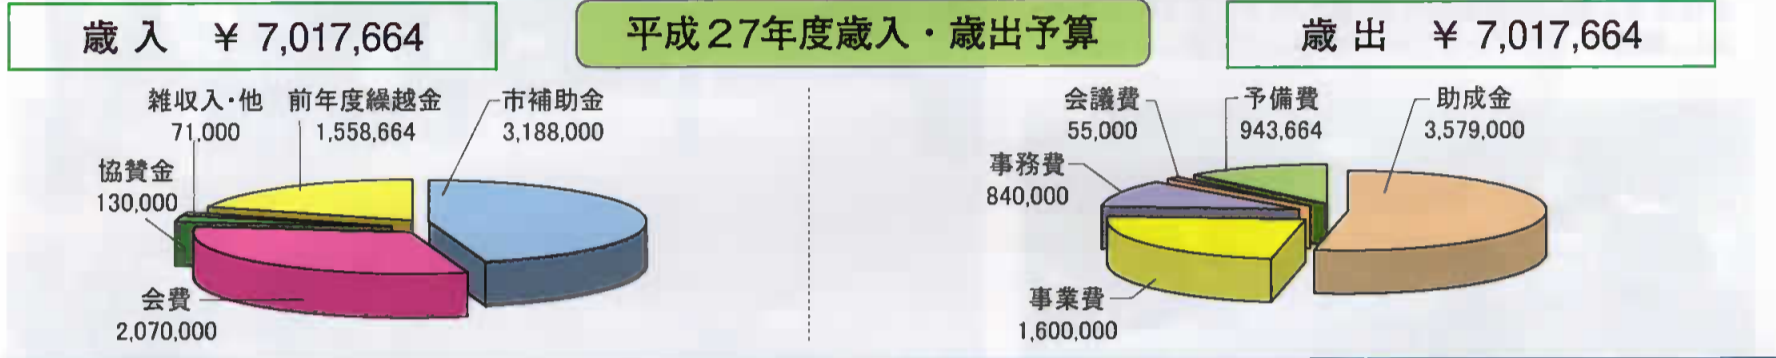 歳入 ¥ 7,017,664
平成27年度歳入・歳出予算
歳出 ¥ 7,017,664
雑収入・他
71,000
前年度繰越金
1,558,664
市補助金
3,188,000
協賛金
130,000
会費
2,070,000
会議費
55,000
予備費
943,664
助成金
3,579,000
事務費
840,000
事業費
1,600,000